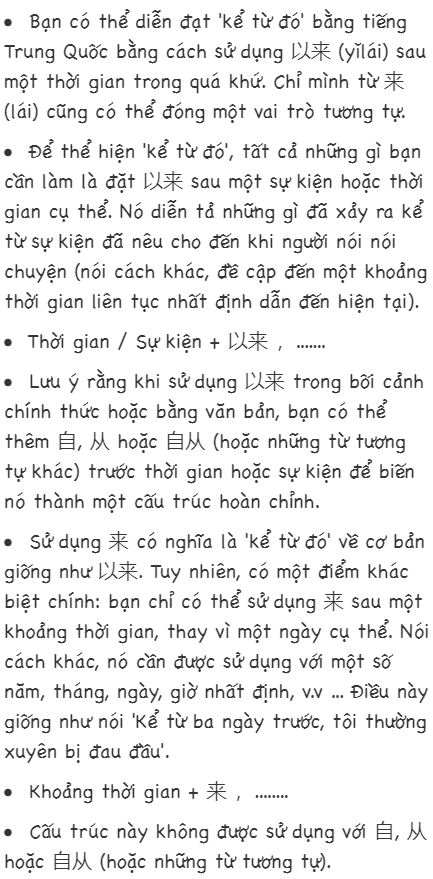 • Bạn có thể diễn đạt 'kể từ đó' bằng tiếng
Trung Quốc bằng cách sử dụng 以来 (yǐlái) sau
một thời gian trong quá khứ. Chỉ mình từ 来
(lái) cũng có thể đóng một vai trò tương tự.
• Để thể hiện 'kể từ đó', tất cả những gì bạn
cần làm là đặt 以来 sau một sự kiện hoặc thời
gian cụ thể. Nó diễn tả những gì đã xảy ra kể
từ sự kiện đã nêu cho đến khi người nói nói
chuyện (nói cách khác, đề cập đến một khoảng
thời gian liên tục nhất định dẫn đến hiện tại).
• Thời gian / Sự kiện + 以来 ，.......
• Lưu ý rằng khi sử dụng 以来 trong bối cảnh
chính thức hoặc bằng văn bản, bạn có thể
thêm 自, 从 hoặc 自从 (hoặc những từ tương
tự khác) trước thời gian hoặc sự kiện để biến
nó thành một cấu trúc hoàn chỉnh.
• Sử dụng 来 có nghĩa là 'kể từ đó' về cơ bản
giống như 以来. Tuy nhiên, có một điểm khác
biệt chính: bạn chỉ có thể sử dụng 来 sau một
khoảng thời gian, thay vì một ngày cụ thể. Nói
cách khác, nó cần được sử dụng với một số
năm, tháng, ngày, giờ nhất định, v.v ... Điều này
giống như nói 'Kể từ ba ngày trước, tôi thường
xuyên bị đau đầu'.
• Khoảng thời gian + 来 ，........
• Cấu trúc này không được sử dụng với 自, 从
hoặc 自从 (hoặc những từ tương tự).